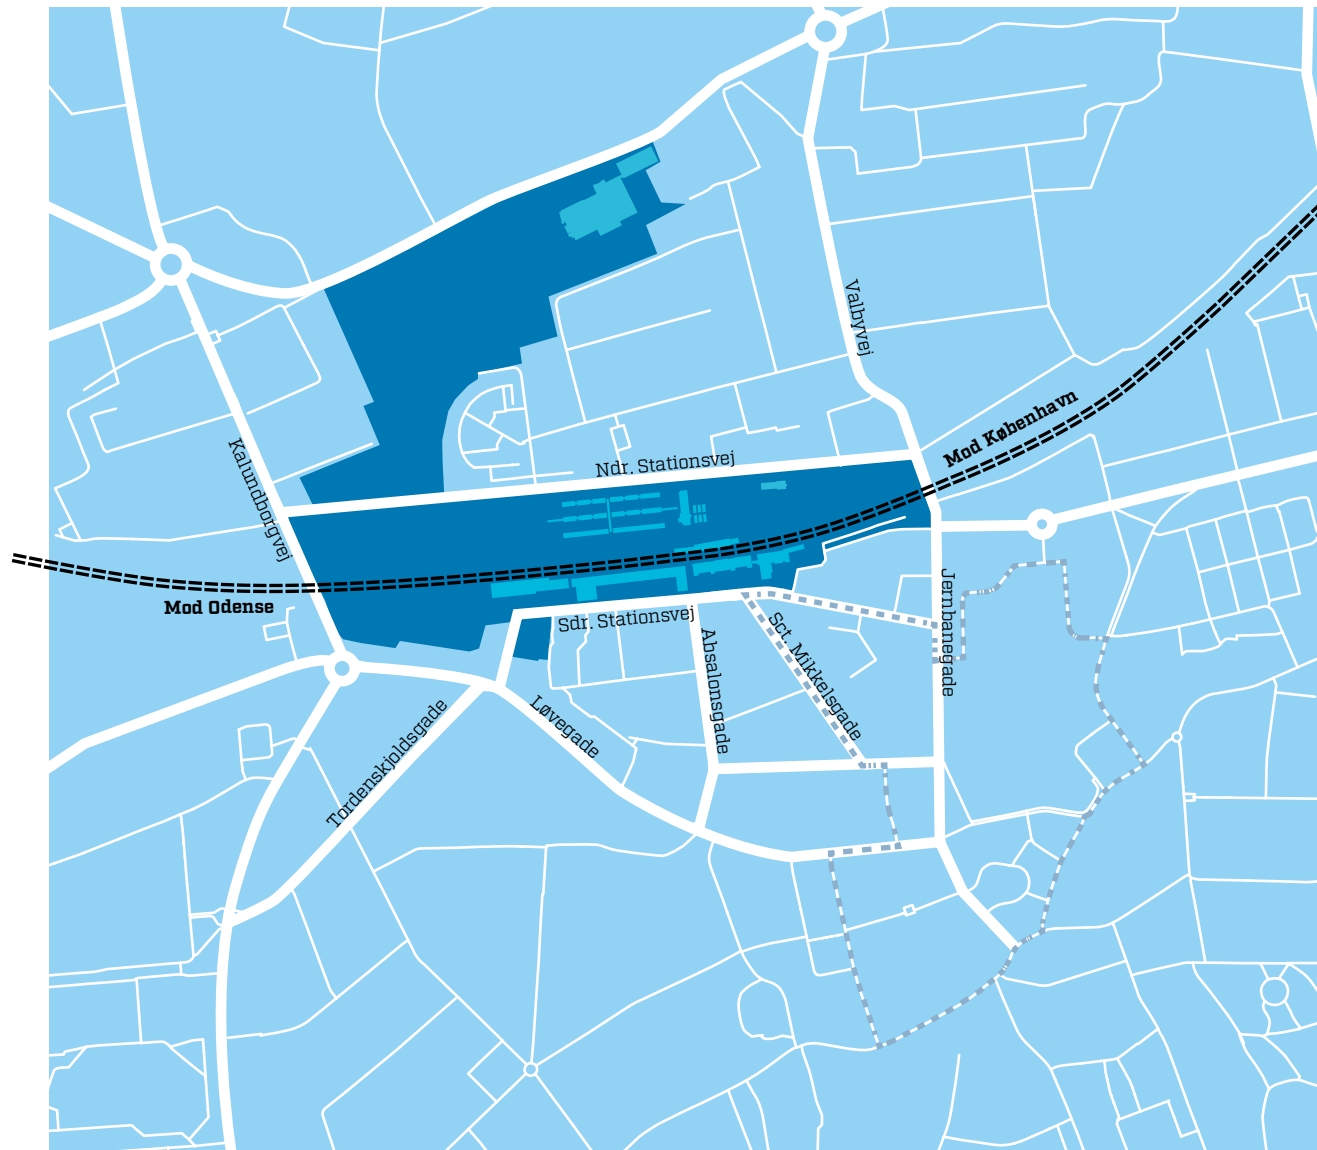 Valbyvej
Mod København
Kalundborgvej
Ndr. Stationsvej
Mod Odense
Sdr. Stationsvej
Absalonsgade
Sct. Mikkelsgade
Jernbanegade
Løvegade
Tordenskjoldsgade